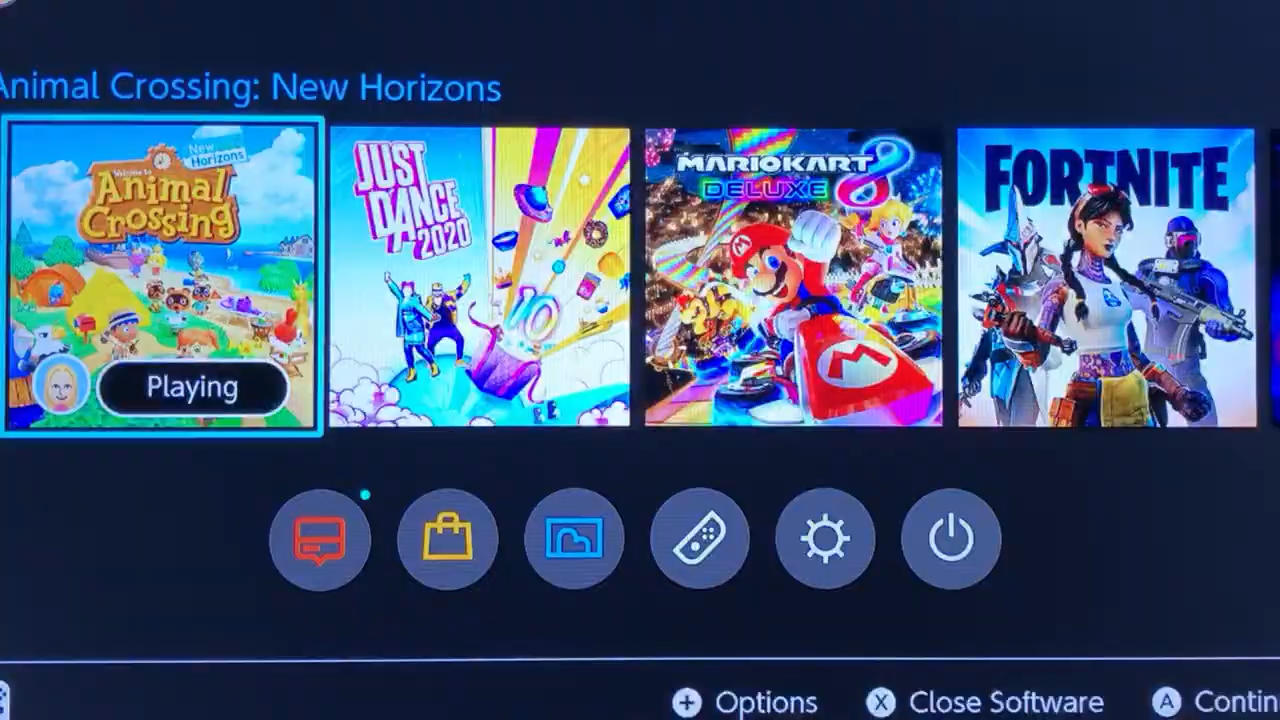 Animal Crossing: New Horizons
New
Horizons
Welcome to
Animal
Crossing
Playing
JUST
DANCE
2020
10
MARIOKART 8
DELUXE
M
M
FORTNITE
Options
X Close Software
A Contin